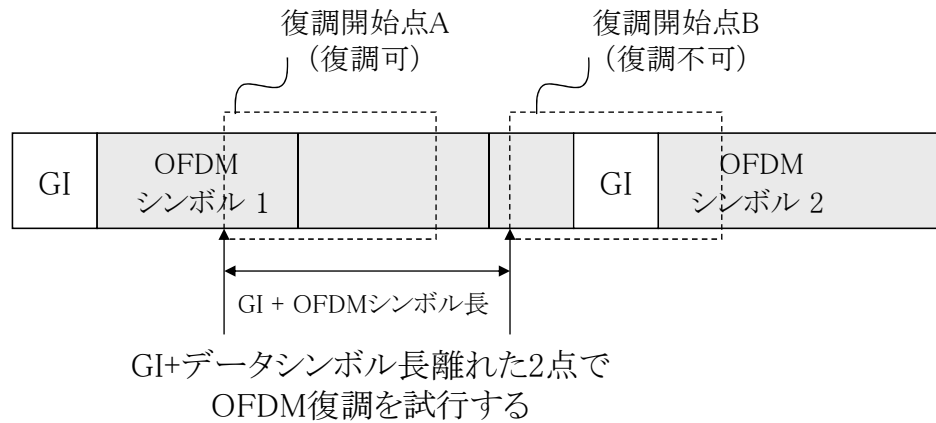 復調開始点A
（復調可）
復調開始点B
（復調不可）
GI
OFDM
シンボル 1
GI
OFDM
シンボル 2
GI + OFDMシンボル長
GI+データシンボル長離れた2点で
OFDM復調を試行する